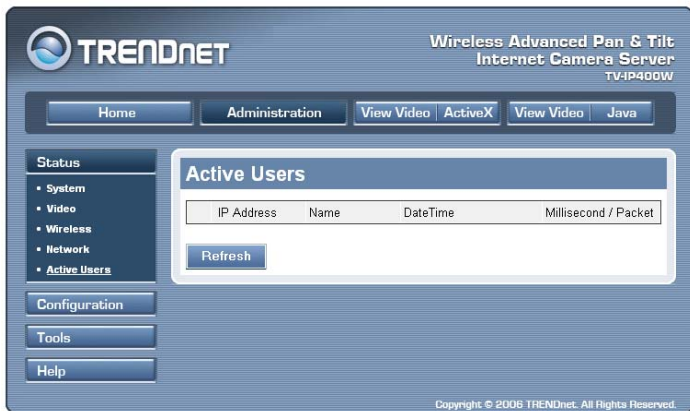 TRENDNET
Wireless Advanced Pan & Tilt
Internet Camera Server
TV-IP400W
Home
Administration
View Video | ActiveX
View Video | Java
Status
• System
• Video
• Wireless
• Network
• Active Users
Configuration
Tools
Help
Active Users
IP Address Name DateTime Millisecond / Packet
Refresh
Copyright © 2006 TRENDnet. All Rights Reserved.